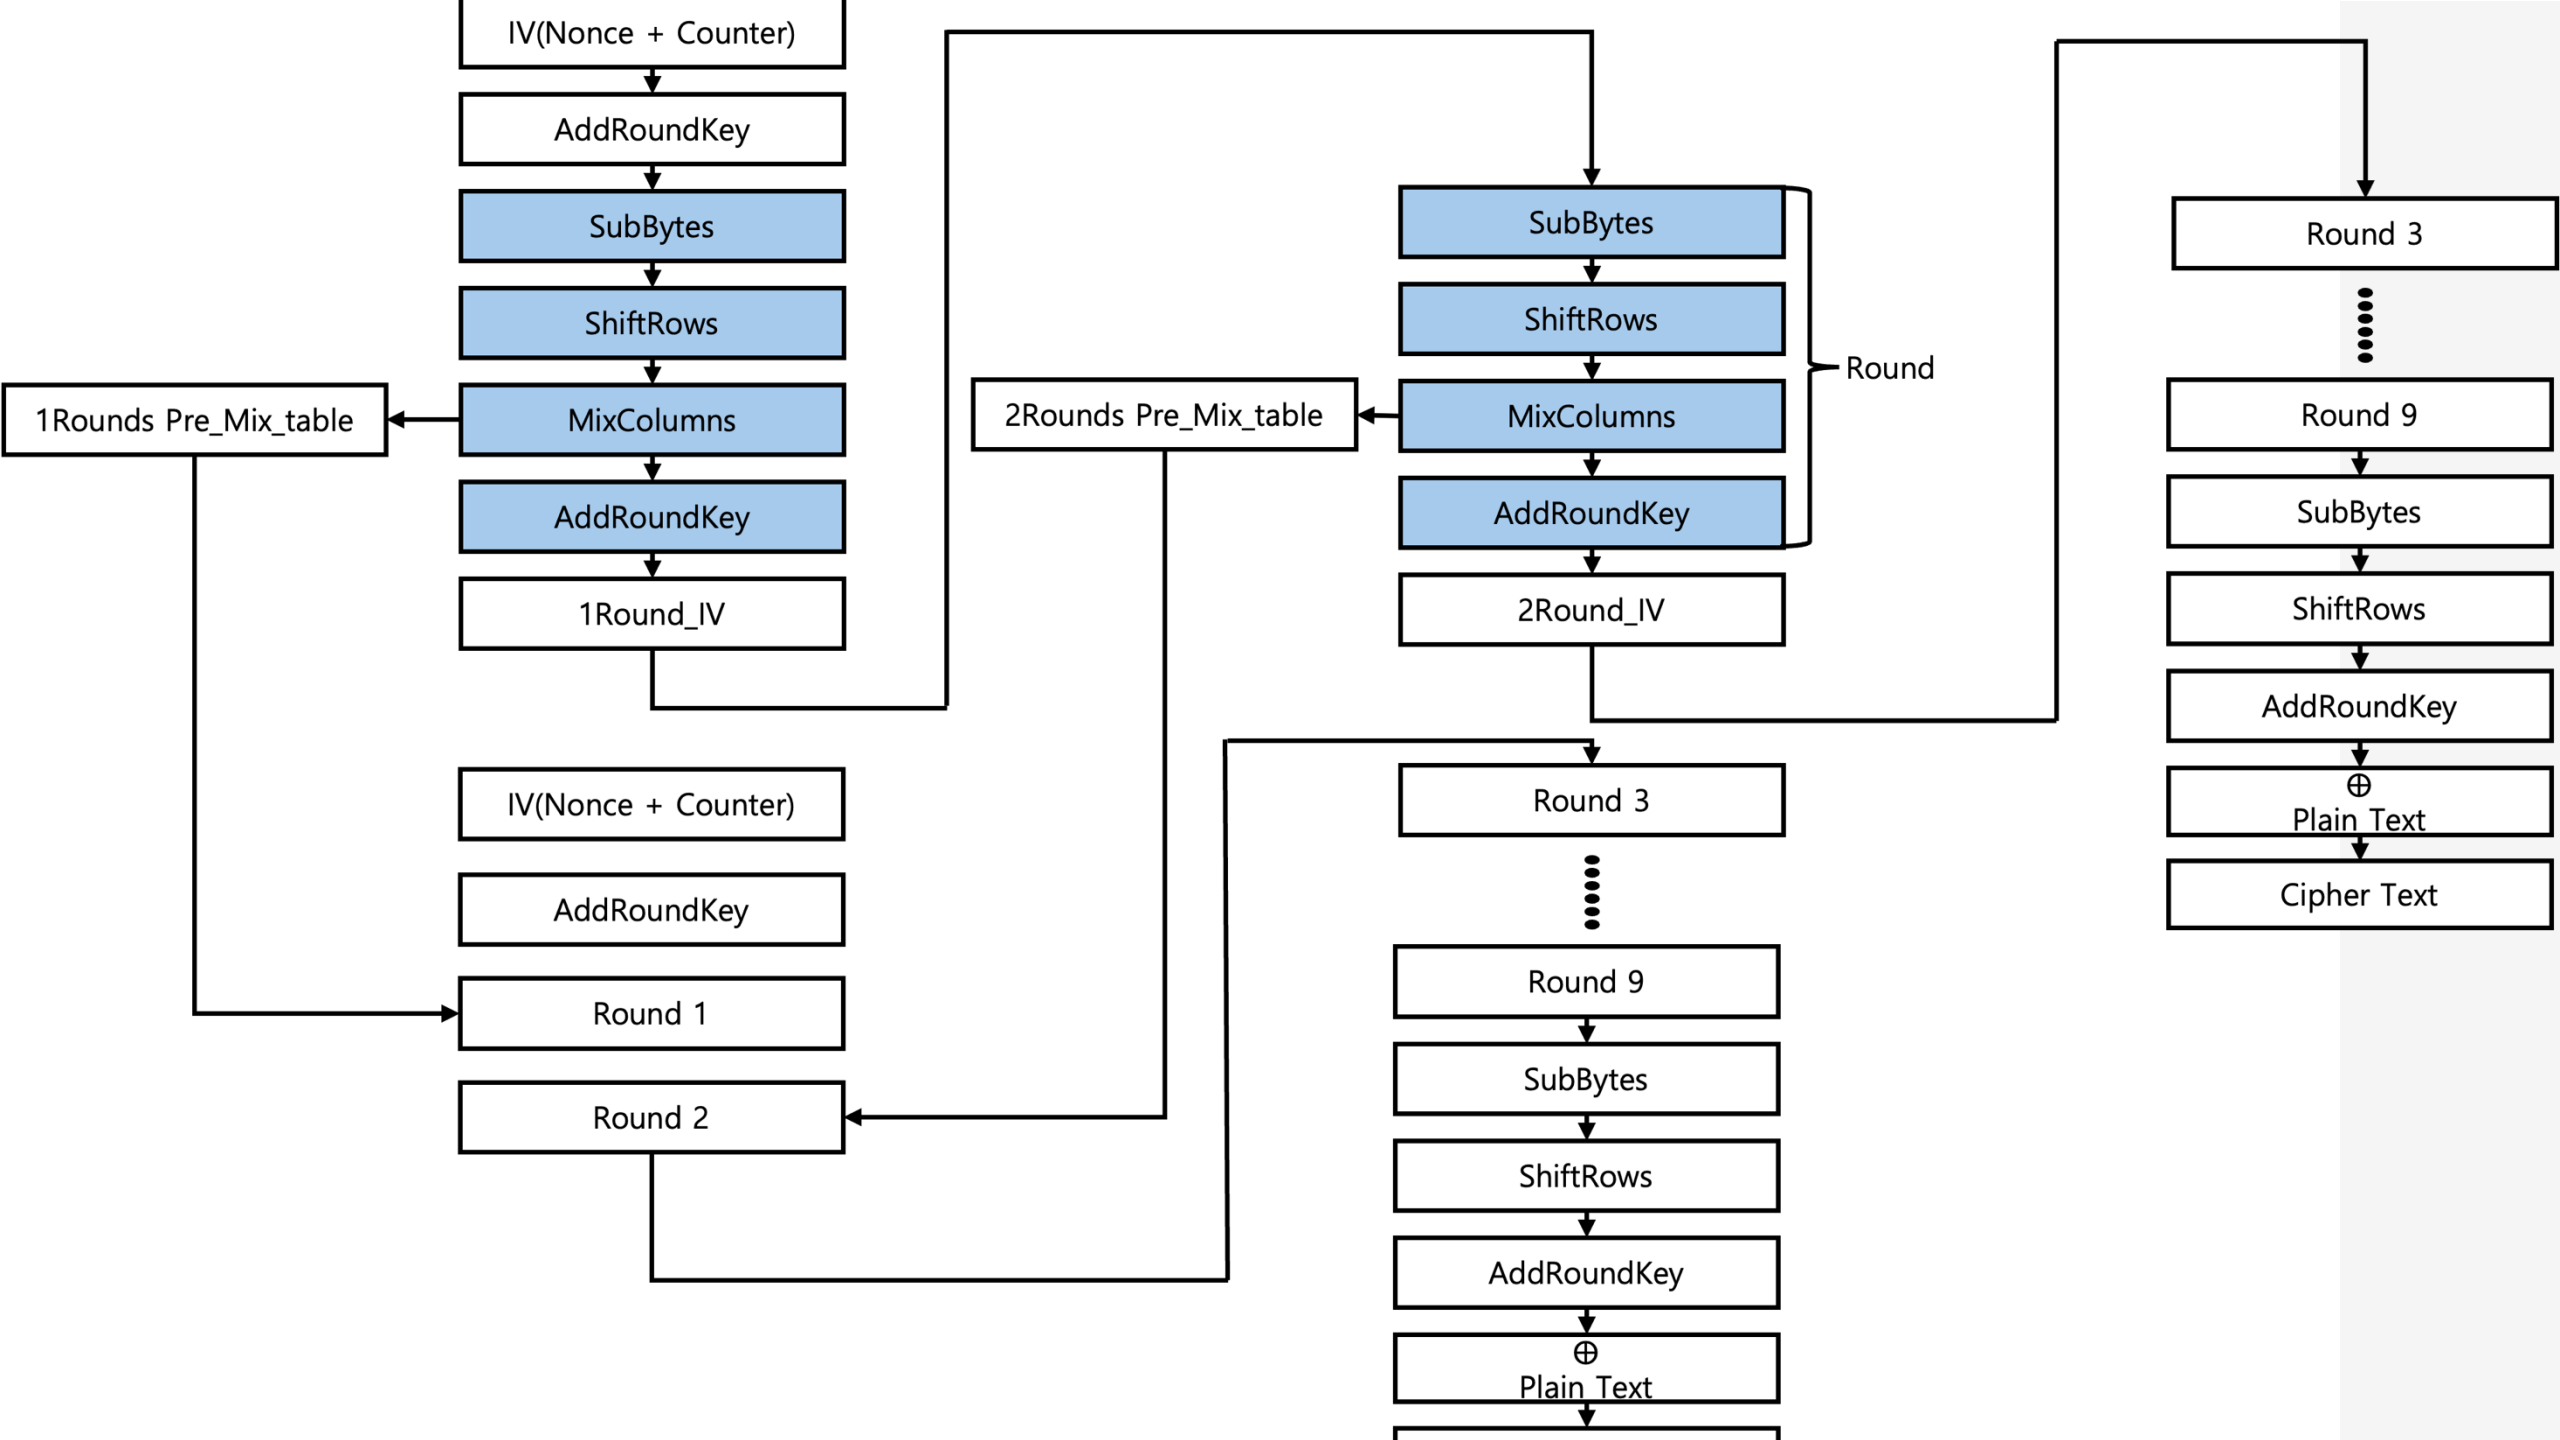 IV(Nonce + Counter)
AddRoundKey
SubBytes
ShiftRows
1Rounds Pre_Mix_table
MixColumns
AddRoundKey
1Round_IV
SubBytes
ShiftRows
2Rounds Pre_Mix_table
MixColumns
AddRoundKey
Round
2Round_IV
Round 3
Round 9
SubBytes
ShiftRows
AddRoundKey
⊕
Plain Text
Cipher Text
IV(Nonce + Counter)
AddRoundKey
Round 1
Round 2
Round 3
Round 9
SubBytes
ShiftRows
AddRoundKey
⊕
Plain Text